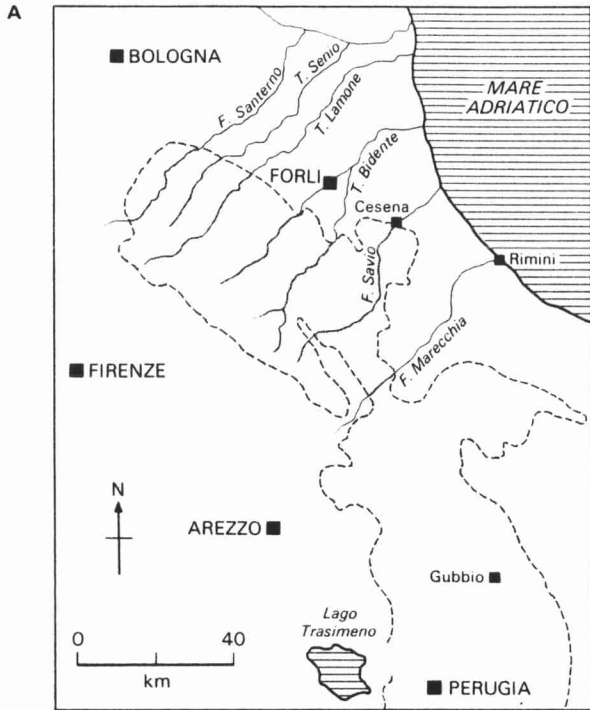 A
BOLOGNA
F. Santerno
T. Senio
T. Lamone
MARE
ADRIATICO
FORLI
T. Bidente
Cesena
F. Savio
Rimini
F. Marecchia
FIRENZE
N
AREZZO
Gubbio
Lago
Trasimeno
0 40
km
PERUGIA